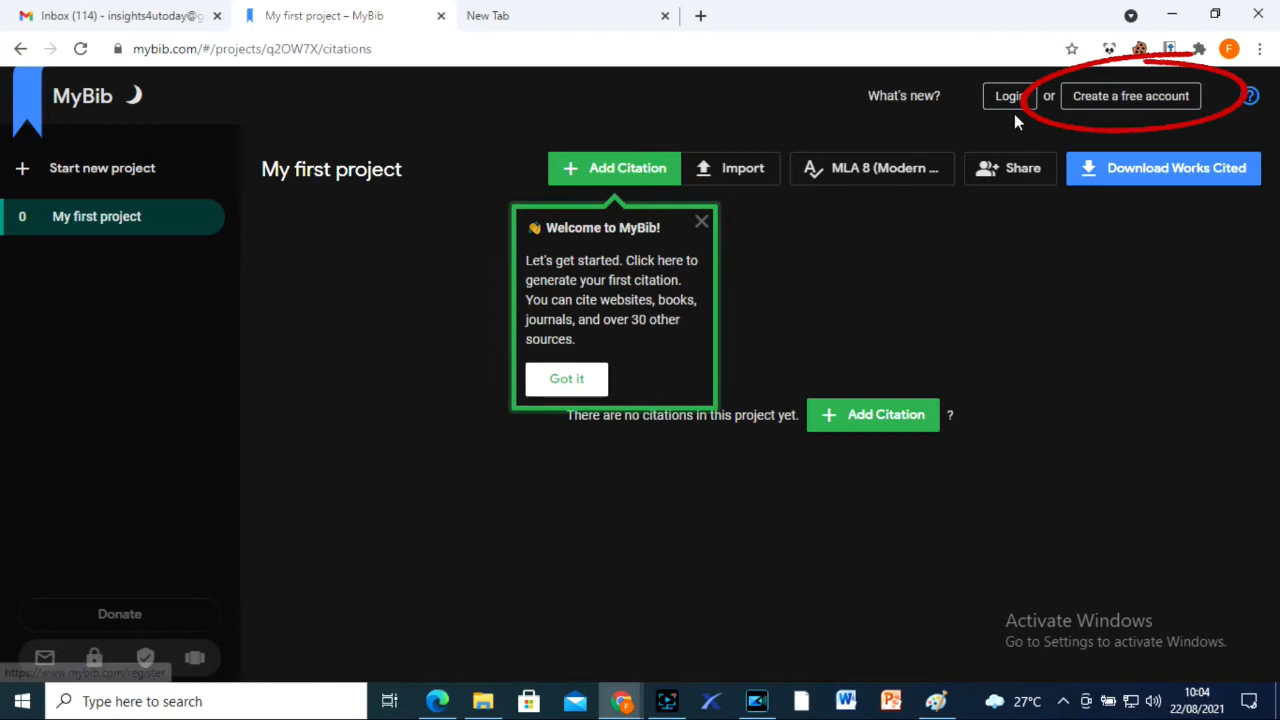 Inbox (114) - insights4utoday@g
My first project – MyBib
New Tab
mybib.com/#/projects/q2OW7X/citations
F
MyBib
What's new?
Login
or
Create a free account
?
Start new project
My first project
Add Citation
Import
MLA 8 (Modern ...
Share
Download Works Cited
0 My first project
Welcome to MyBib!
Let's get started. Click here to
generate your first citation.
You can cite websites, books,
journals, and over 30 other
sources.
Got it
There are no citations in this project yet.
Add Citation
?
Donate
https://www.mybib.com/register
Activate Windows
Go to Settings to activate Windows.
Type here to search
27°C
10:04
22/08/2021